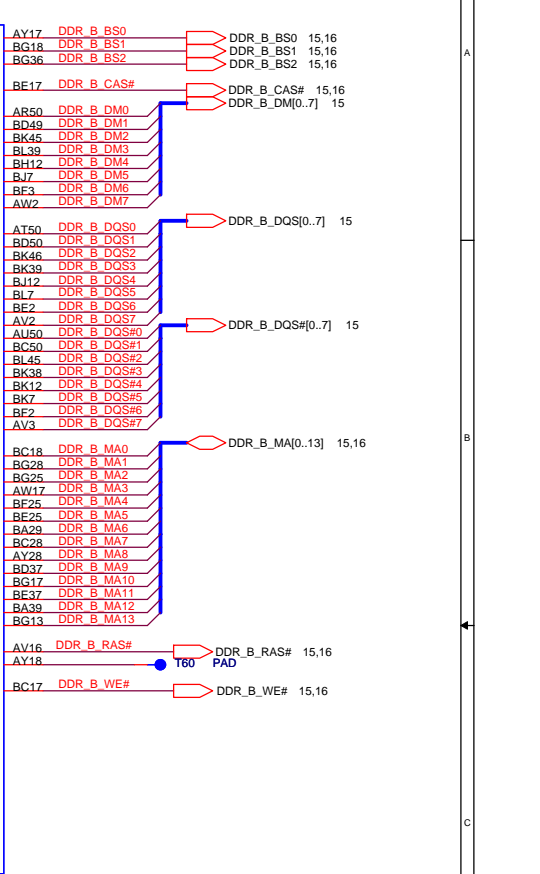 AY17 DDR_B_BS0 DDR_B_BS0 15,16
BG18 DDR_B_BS1 DDR_B_BS1 15,16
BG36 DDR_B_BS2 DDR_B_BS2 15,16
A
BE17 DDR_B_CAS# DDR_B_CAS# 15,16
DDR_B_DM[0..7] 15
AR50 DDR_B_DM0
BD49 DDR_B_DM1
BK45 DDR_B_DM2
BL39 DDR_B_DM3
BH12 DDR_B_DM4
BJ7 DDR_B_DM5
BF3 DDR_B_DM6
AW2 DDR_B_DM7
DDR_B_DQS[0..7] 15
AT50 DDR_B_DQS0
BD50 DDR_B_DQS1
BK46 DDR_B_DQS2
BK39 DDR_B_DQS3
BJ12 DDR_B_DQS4
BL7 DDR_B_DQS5
BE2 DDR_B_DQS6
AV2 DDR_B_DQS7
DDR_B_DQS#[0..7] 15
AU50 DDR_B_DQS#0
BC50 DDR_B_DQS#1
BL45 DDR_B_DQS#2
BK38 DDR_B_DQS#3
BK12 DDR_B_DQS#4
BK7 DDR_B_DQS#5
BF2 DDR_B_DQS#6
AV3 DDR_B_DQS#7
B
DDR_B_MA[0..13] 15,16
BC18 DDR_B_MA0
BG28 DDR_B_MA1
BG25 DDR_B_MA2
AW17 DDR_B_MA3
BF25 DDR_B_MA4
BE25 DDR_B_MA5
BA29 DDR_B_MA6
BC28 DDR_B_MA7
AY28 DDR_B_MA8
BD37 DDR_B_MA9
BG17 DDR_B_MA10
BE37 DDR_B_MA11
BA39 DDR_B_MA12
BG13 DDR_B_MA13
AV16 DDR_B_RAS# DDR_B_RAS# 15,16
AY18 T60 PAD
BC17 DDR_B_WE# DDR_B_WE# 15,16
C